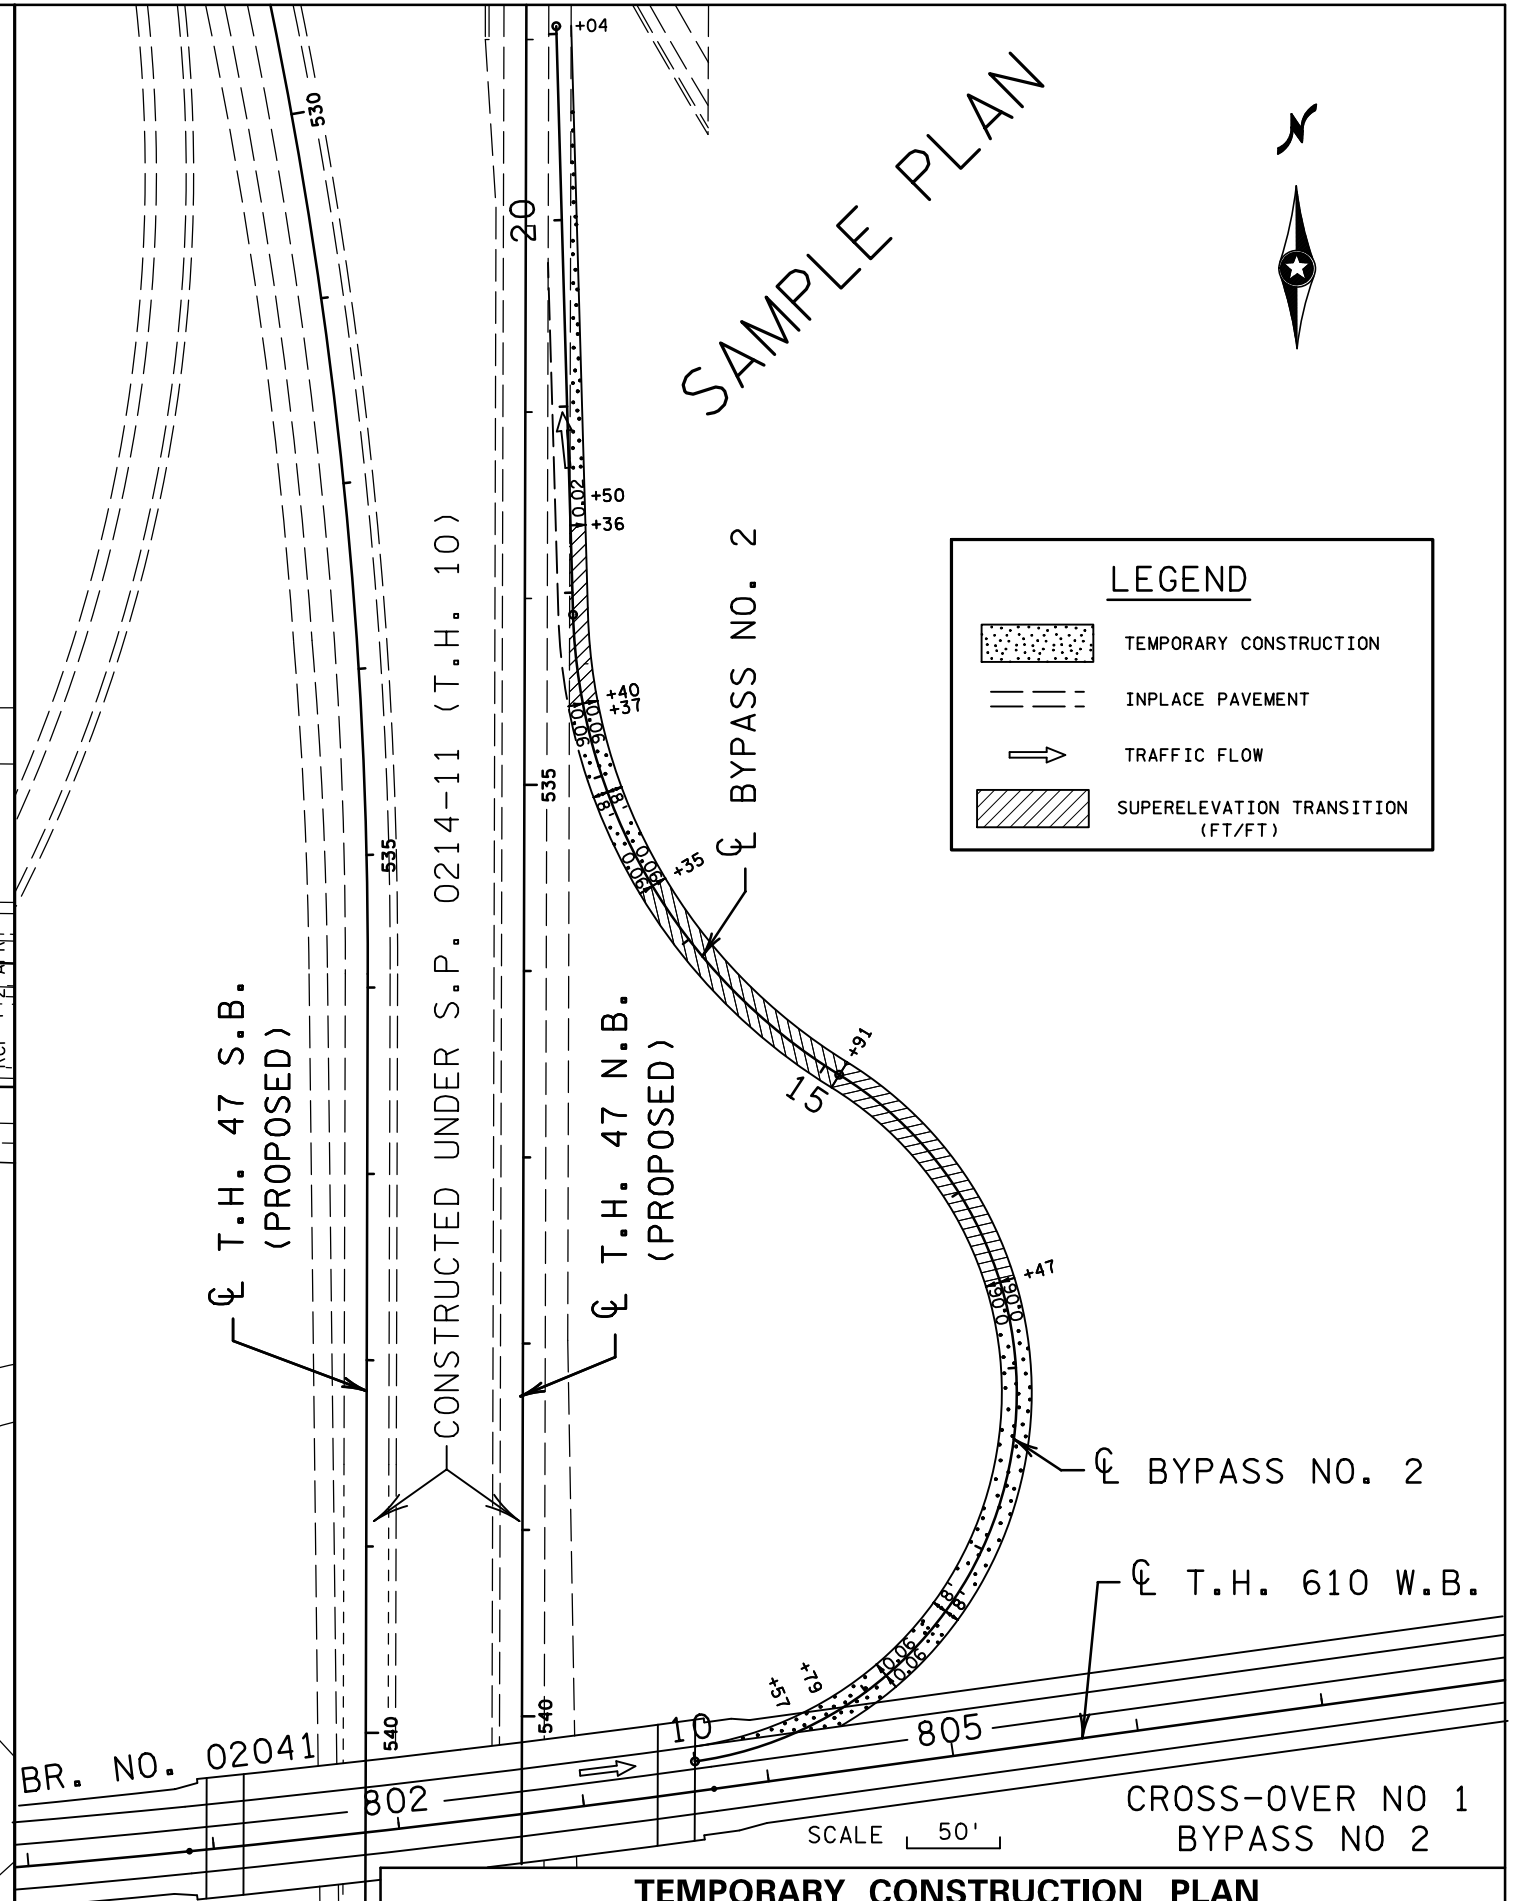 +04
530
20
SAMPLE PLAN
N
0.02
+50
+36
LEGEND
TEMPORARY CONSTRUCTION
INPLACE PAVEMENT
TRAFFIC FLOW
SUPERELEVATION TRANSITION
(FT/FT)
℄ BYPASS NO. 2
+40
+37
0.06
0.06
535
18'
18'
535
0.06
0.06
+35
CONSTRUCTED UNDER S.P. 0214-11 (T.H. 10)
℄ T.H. 47 S.B.
(PROPOSED)
℄ T.H. 47 N.B.
(PROPOSED)
+91
15
+47
0.06
0.06
℄ BYPASS NO. 2
℄ T.H. 610 W.B.
18'
18'
0.06
0.06
+79
+57
540
540
10
805
BR. NO. 02041
802
SCALE 50'
CROSS-OVER NO 1
BYPASS NO 2
TEMPORARY CONSTRUCTION PLAN